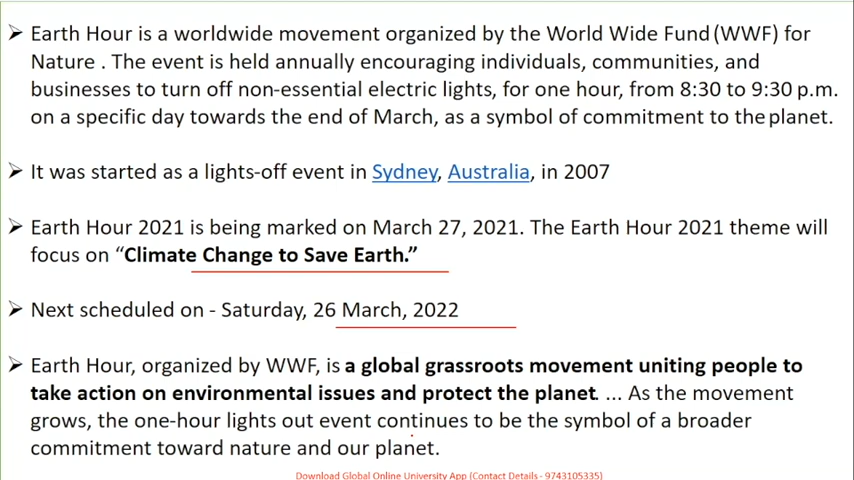 ➢ Earth Hour is a worldwide movement organized by the World Wide Fund (WWF) for
Nature . The event is held annually encouraging individuals, communities, and
businesses to turn off non-essential electric lights, for one hour, from 8:30 to 9:30 p.m.
on a specific day towards the end of March, as a symbol of commitment to the planet.
➢ It was started as a lights-off event in Sydney, Australia, in 2007
➢ Earth Hour 2021 is being marked on March 27, 2021. The Earth Hour 2021 theme will
focus on “Climate Change to Save Earth.”
➢ Next scheduled on - Saturday, 26 March, 2022
➢ Earth Hour, organized by WWF, is a global grassroots movement uniting people to
take action on environmental issues and protect the planet. ... As the movement
grows, the one-hour lights out event continues to be the symbol of a broader
commitment toward nature and our planet.
Download Global Online University App (Contact Details - 9743105335)